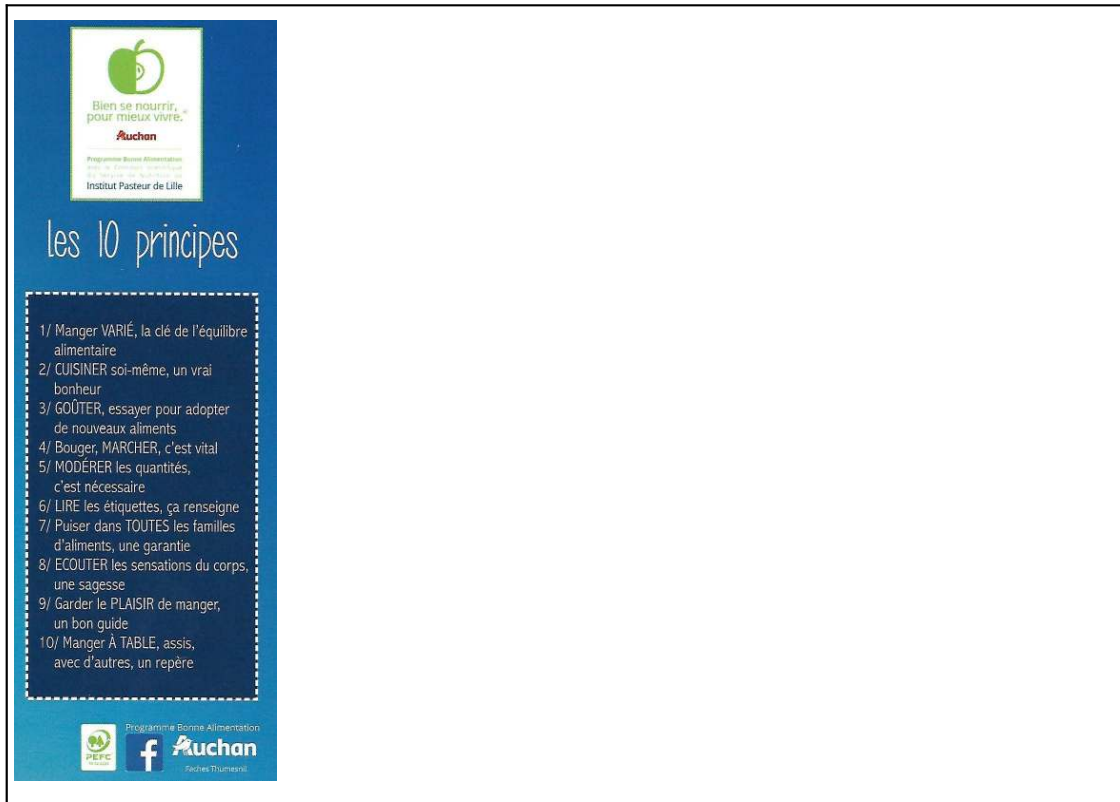 Bien se nourrir,
pour mieux vivre.®
Auchan
Programme Bonne Alimentation
Institut Pasteur de Lille
les 10 principes
1/ Manger VARIÉ, la clé de l'équilibre
alimentaire
2/ CUISINER soi-même, un vrai
bonheur
3/ GOÛTER, essayer pour adopter
de nouveaux aliments
4/ Bouger, MARCHER, c'est vital
5/ MODÉRER les quantités,
c'est nécessaire
6/ LIRE les étiquettes, ça renseigne
7/ Puiser dans TOUTES les familles
d'aliments, une garantie
8/ ECOUTER les sensations du corps,
une sagesse
9/ Garder le PLAISIR de manger,
un bon guide
10/ Manger À TABLE, assis,
avec d'autres, un repère
Programme Bonne Alimentation
PEFC
f
Auchan
Faches Thumesnil